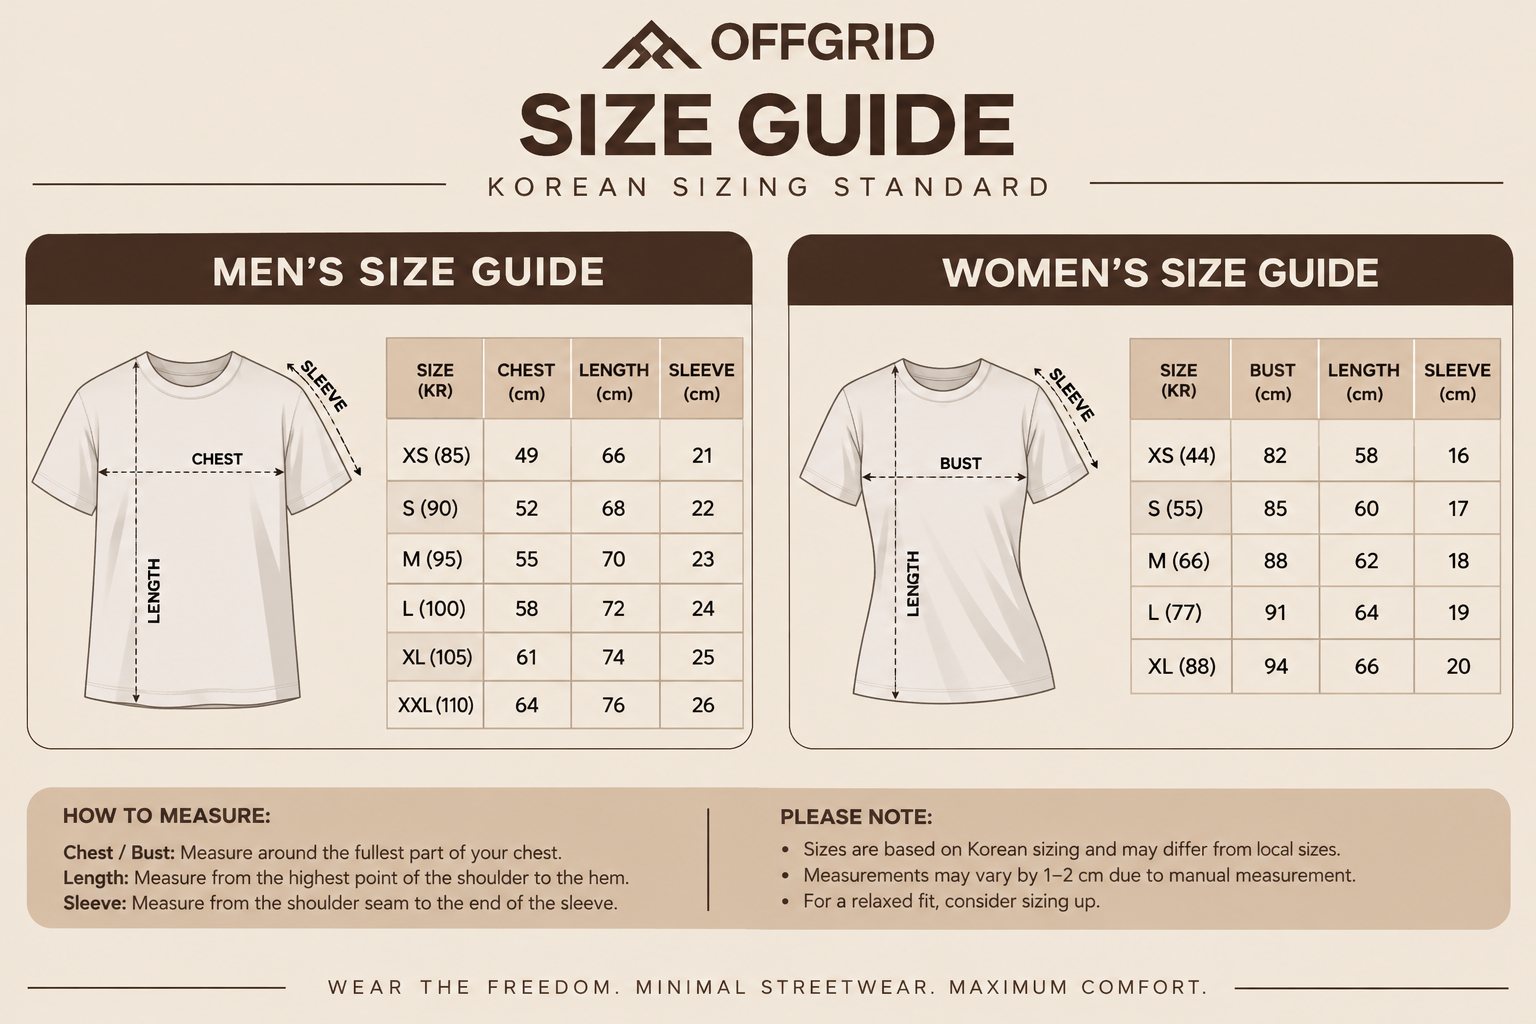 OFFGRID
SIZE GUIDE
KOREAN SIZING STANDARD
MEN'S SIZE GUIDE
SLEEVE
CHEST
LENGTH
SIZE (KR) CHEST (cm) LENGTH (cm) SLEEVE (cm)
XS (85) 49 66 21
S (90) 52 68 22
M (95) 55 70 23
L (100) 58 72 24
XL (105) 61 74 25
XXL (110) 64 76 26
WOMEN'S SIZE GUIDE
SLEEVE
BUST
LENGTH
SIZE (KR) BUST (cm) LENGTH (cm) SLEEVE (cm)
XS (44) 82 58 16
S (55) 85 60 17
M (66) 88 62 18
L (77) 91 64 19
XL (88) 94 66 20
HOW TO MEASURE:
Chest / Bust: Measure around the fullest part of your chest.
Length: Measure from the highest point of the shoulder to the hem.
Sleeve: Measure from the shoulder seam to the end of the sleeve.
PLEASE NOTE:
• Sizes are based on Korean sizing and may differ from local sizes.
• Measurements may vary by 1–2 cm due to manual measurement.
• For a relaxed fit, consider sizing up.
WEAR THE FREEDOM. MINIMAL STREETWEAR. MAXIMUM COMFORT.